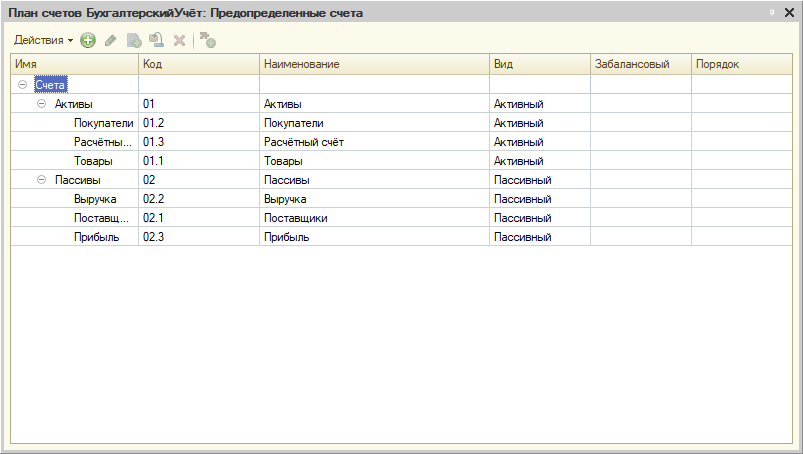 План счетов БухгалтерскийУчёт: Предопределенные счета
Действия
Имя Код Наименование Вид Забалансовый Порядок
Счета
Активы 01 Активы Активный
Покупатели 01.2 Покупатели Активный
Расчётны... 01.3 Расчётный счёт Активный
Товары 01.1 Товары Активный
Пассивы 02 Пассивы Пассивный
Выручка 02.2 Выручка Пассивный
Поставщ... 02.1 Поставщики Пассивный
Прибыль 02.3 Прибыль Пассивный